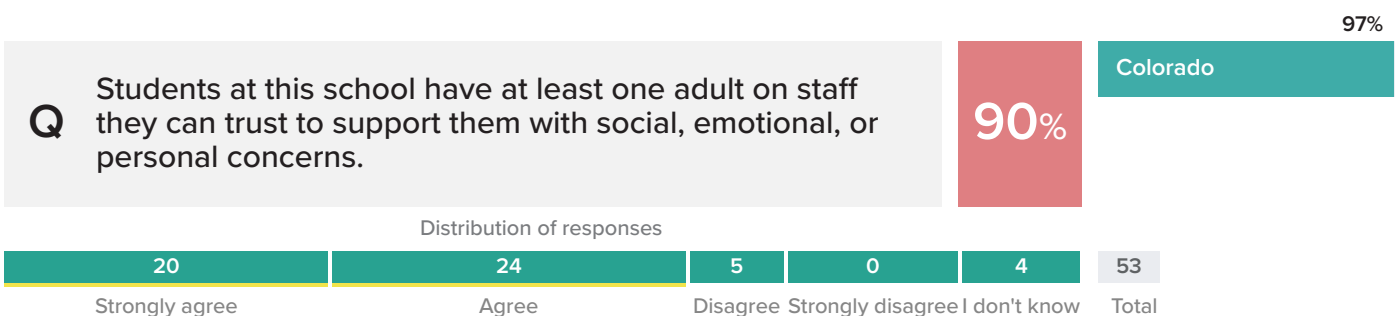 97%
Colorado
Q
Students at this school have at least one adult on staff
they can trust to support them with social, emotional, or
personal concerns.
90%
Distribution of responses
20 24 5 0 4 53
Strongly agree Agree Disagree Strongly disagree I don't know Total